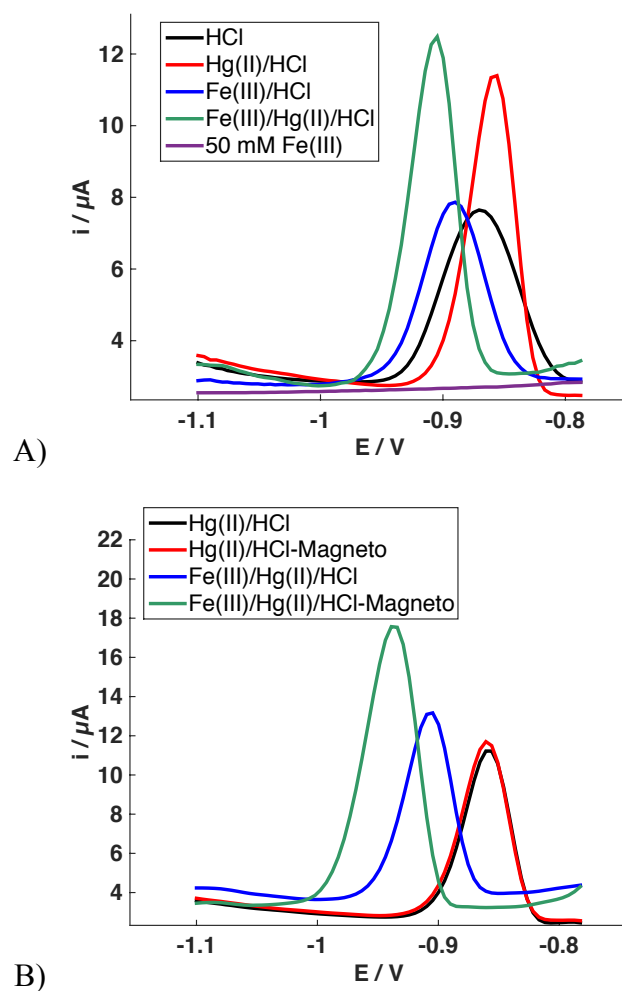 HCl
Hg(II)/HCl
Fe(III)/HCl
Fe(III)/Hg(II)/HCl
50 mM Fe(III)
12
10
8
6
4
i / µA
-1.1 -1 -0.9 -0.8
E / V
A)
Hg(II)/HCl
Hg(II)/HCl-Magneto
Fe(III)/Hg(II)/HCl
Fe(III)/Hg(II)/HCl-Magneto
22
20
18
16
14
12
10
8
6
4
i / µA
-1.1 -1 -0.9 -0.8
E / V
B)